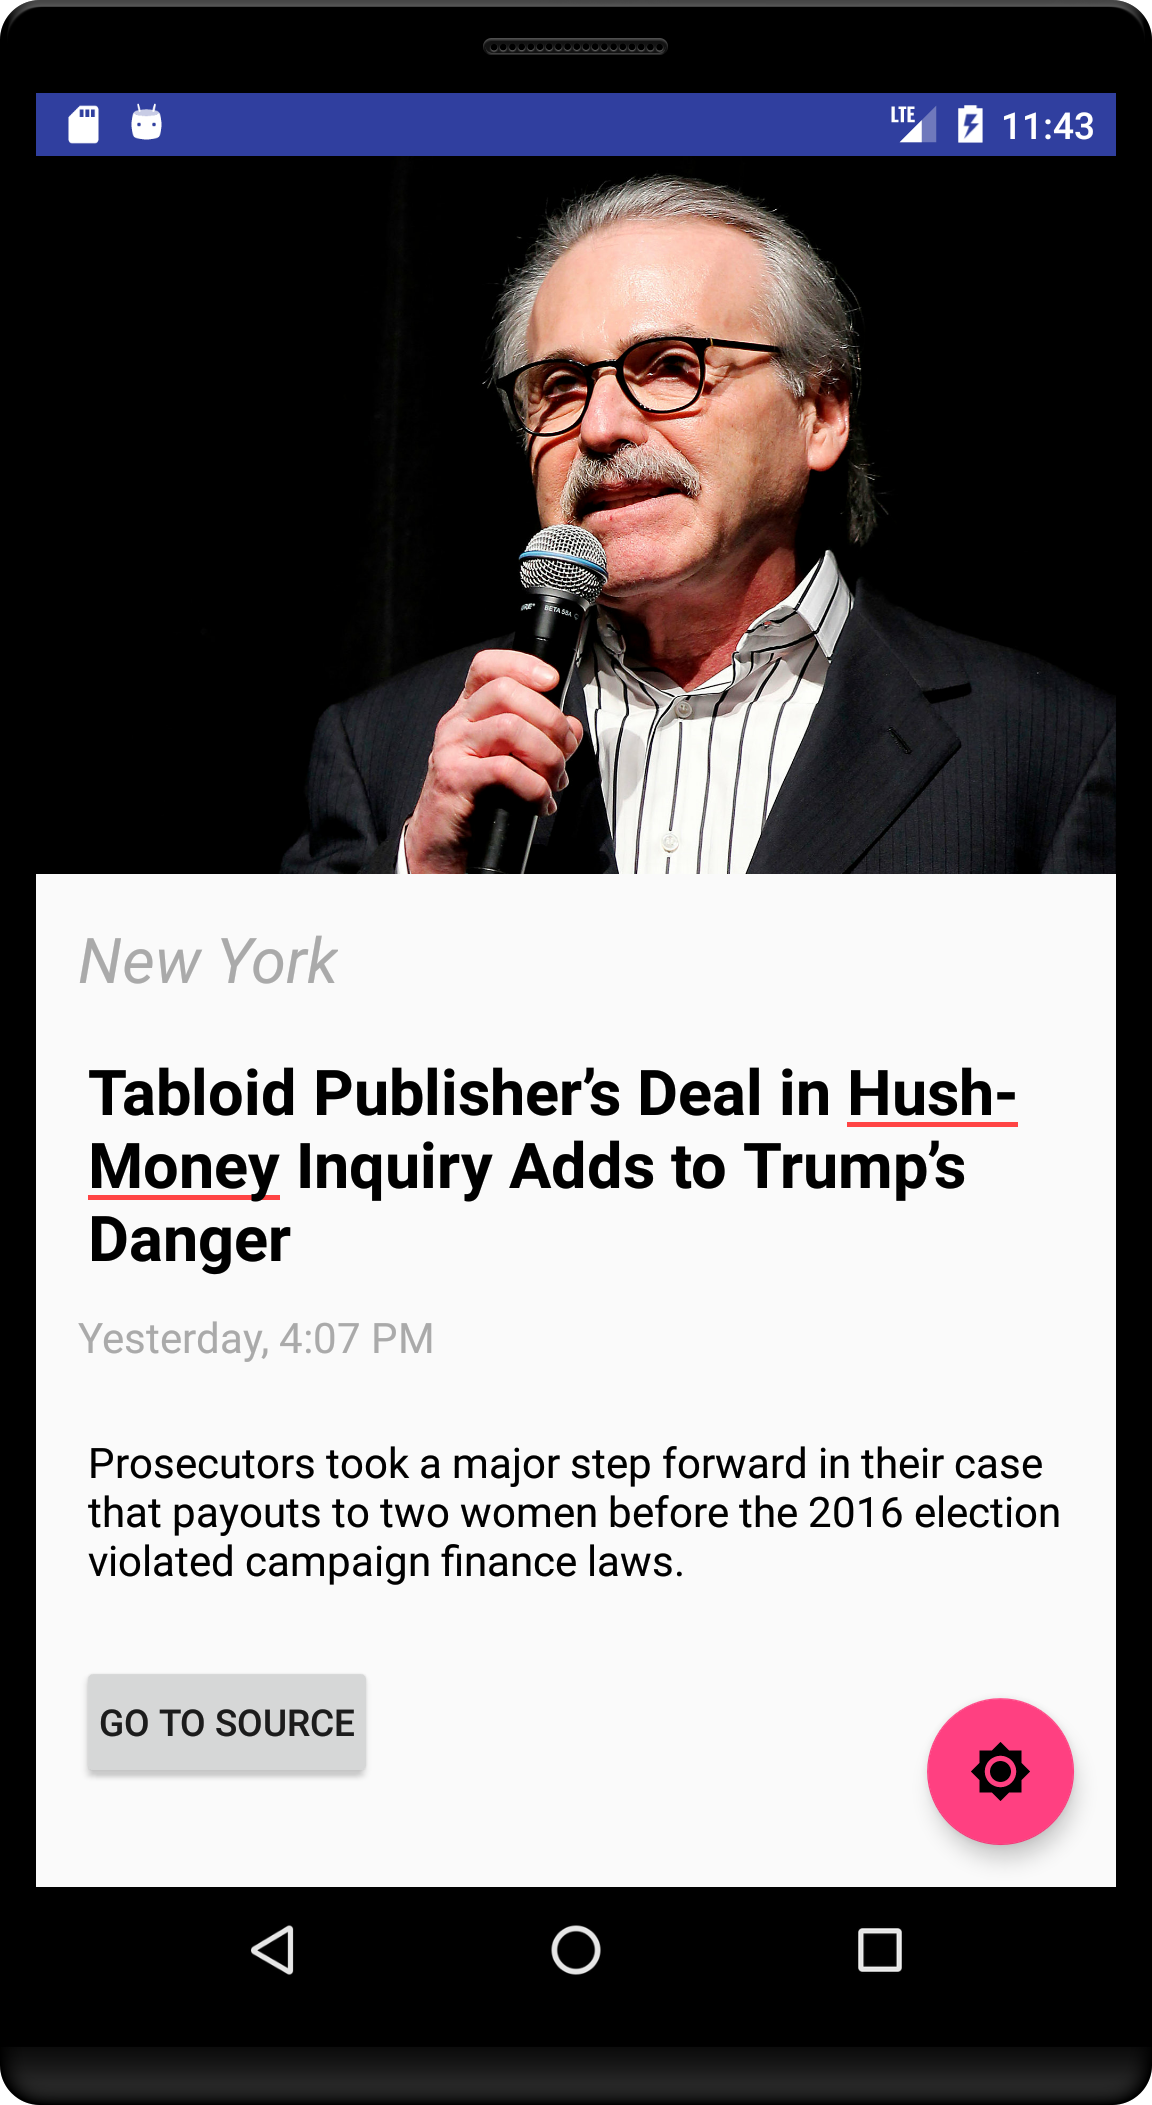 LTE 11:43
BETA 58A
New York
Tabloid Publisher’s Deal in Hush-
Money Inquiry Adds to Trump’s
Danger
Yesterday, 4:07 PM
Prosecutors took a major step forward in their case
that payouts to two women before the 2016 election
violated campaign finance laws.
GO TO SOURCE